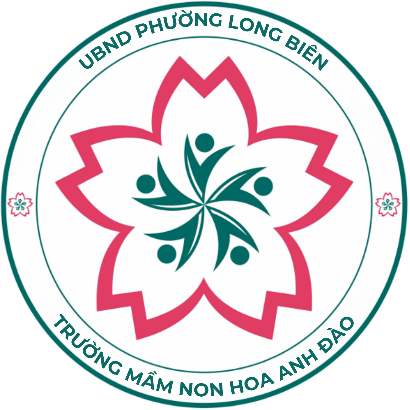 UBND PHƯỜNG LONG BIÊN
TRƯỜNG MẦM NON HOA ANH ĐÀO